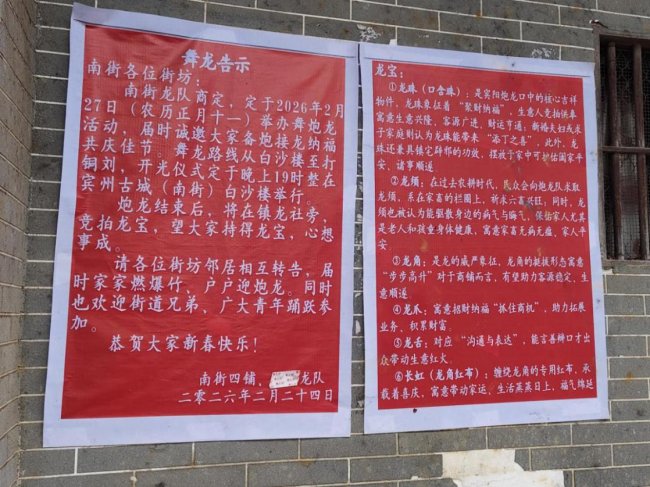 舞龙告示
南街各位街坊：
南街龙队商定，定于2026年2月
27日（农历正月十一）举办舞炮龙
活动，届时诚邀大家备炮接龙纳福
共庆佳节。舞龙路线从白沙楼至打
铜刘，开光仪式定于晚上19时整在
宾州古城（南街）白沙楼举行。
炮龙结束后，将在镇龙社旁，
竞拍龙宝，望大家持得龙宝，心想
事成。
请各位街坊邻居相互转告，届
时家家燃爆竹，户户迎炮龙。同时
也欢迎街道兄弟、广大青年踊跃参
加。
恭贺大家新春快乐！
南街四铺、龙队
二零二六年二月二十四日
龙宝：
①龙珠（口含珠）：是宾阳炮龙口中的核心吉祥
物件，龙珠象征着“聚财纳福”，生意人竞拍供奉
寓意生意兴隆、客源广进、财运亨通；新婚夫妇或求
子家庭则认为龙珠能带来“添丁之喜”，此外，龙
珠还兼具镇宅辟邪的功效，摆放于家中可护佑国家平
安、诸事顺遂
②龙须：在过去农耕时代，民众会向炮龙队求取
龙须，系在家畜的栏圈上，祈求六畜兴旺，同时，龙
须也被认为能驱散身边的病气与晦气，保佑家人尤其
是老人和孩童身体健康，寓意家畜无病无瘟、家人平
安
③龙角：是龙的威严象征，龙角的挺拔形态寓意
“步步高升”对于商铺而言，有望助力客源稳定、生
意顺遂
④龙爪：寓意招财纳福“抓住商机”，助力拓展
业务、积累财富。
⑤龙舌：对应“沟通与表达”，能言善辩口才出
众带动生意红火。
⑥长虹（龙角红布）：缠绕龙角的专用红布，承
载着喜庆，寓意带动家运、生活蒸蒸日上，福气绵延